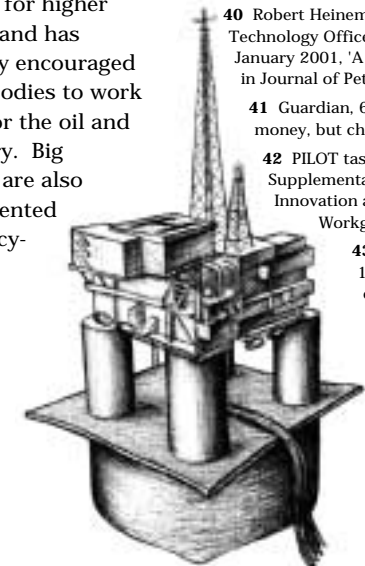 for higher
and has
encouraged
odies to work
or the oil and
Big
are also
ented
cy-
40 Robert Heinem
Technology Office
January 2001, 'A
in Journal of Pet
41 Guardian, 6
money, but ch
42 PILOT tas
Supplementa
Innovation a
Workg
43
1